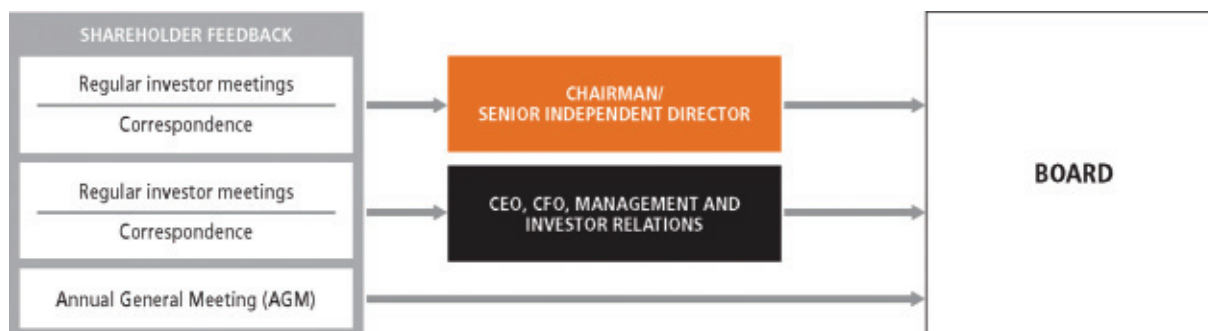 SHAREHOLDER FEEDBACK
Regular investor meetings
Correspondence
CHAIRMAN/
SENIOR INDEPENDENT DIRECTOR
Regular investor meetings
Correspondence
CEO, CFO, MANAGEMENT AND
INVESTOR RELATIONS
Annual General Meeting (AGM)
BOARD